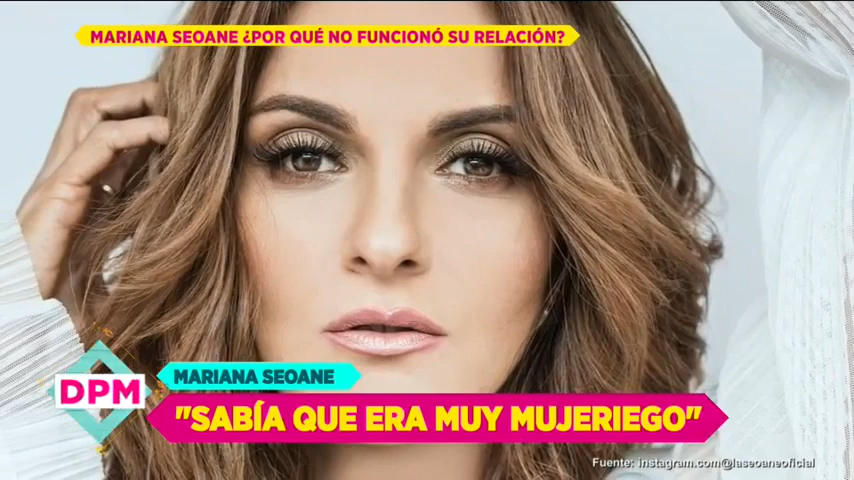 MARIANA SEOANE ¿POR QUÉ NO FUNCIONÓ SU RELACIÓN?
DPM
MARIANA SEOANE
"SABÍA QUE ERA MUY MUJERIEGO"
Fuente: instagram.com@laseoaneoficial